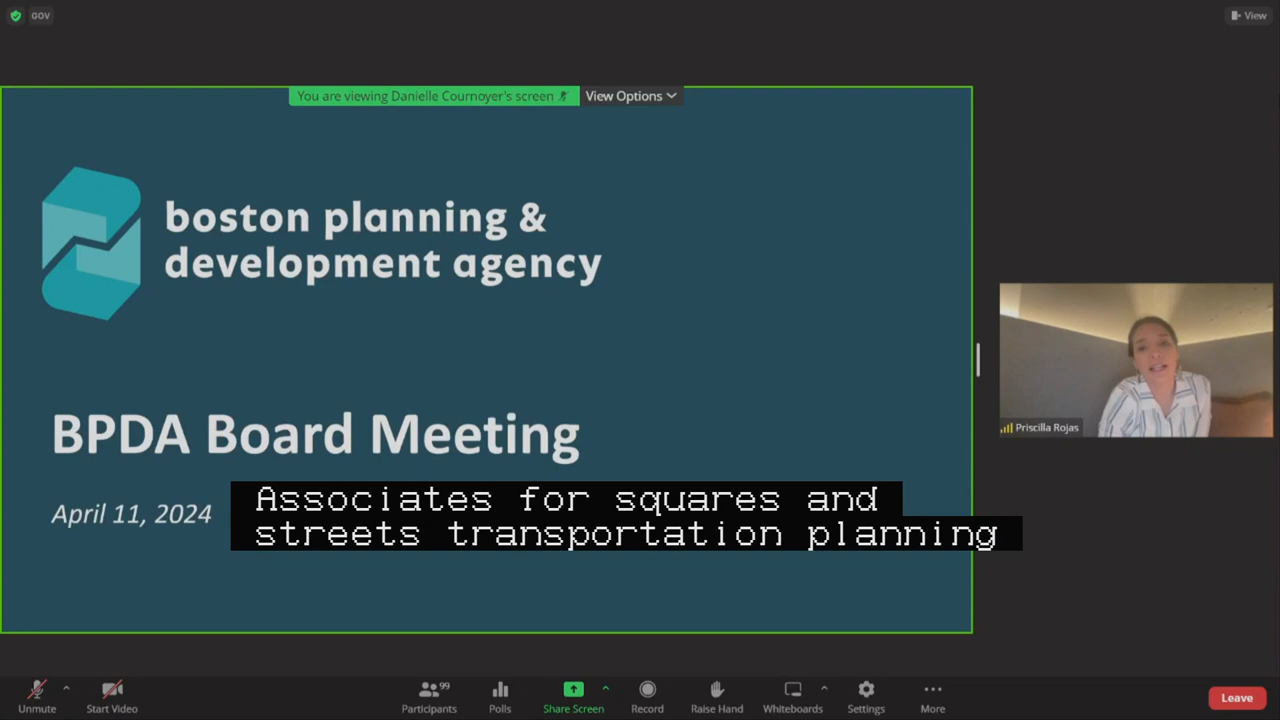 GOV
View
You are viewing Danielle Cournoyer's screen
View Options
boston planning &
development agency
BPDA Board Meeting
April 11, 2024
Associates for squares and
streets transportation planning
Priscilla Rojas
Unmute
Start Video
Participants
99
Polls
Share Screen
Record
Raise Hand
Whiteboards
Settings
More
Leave